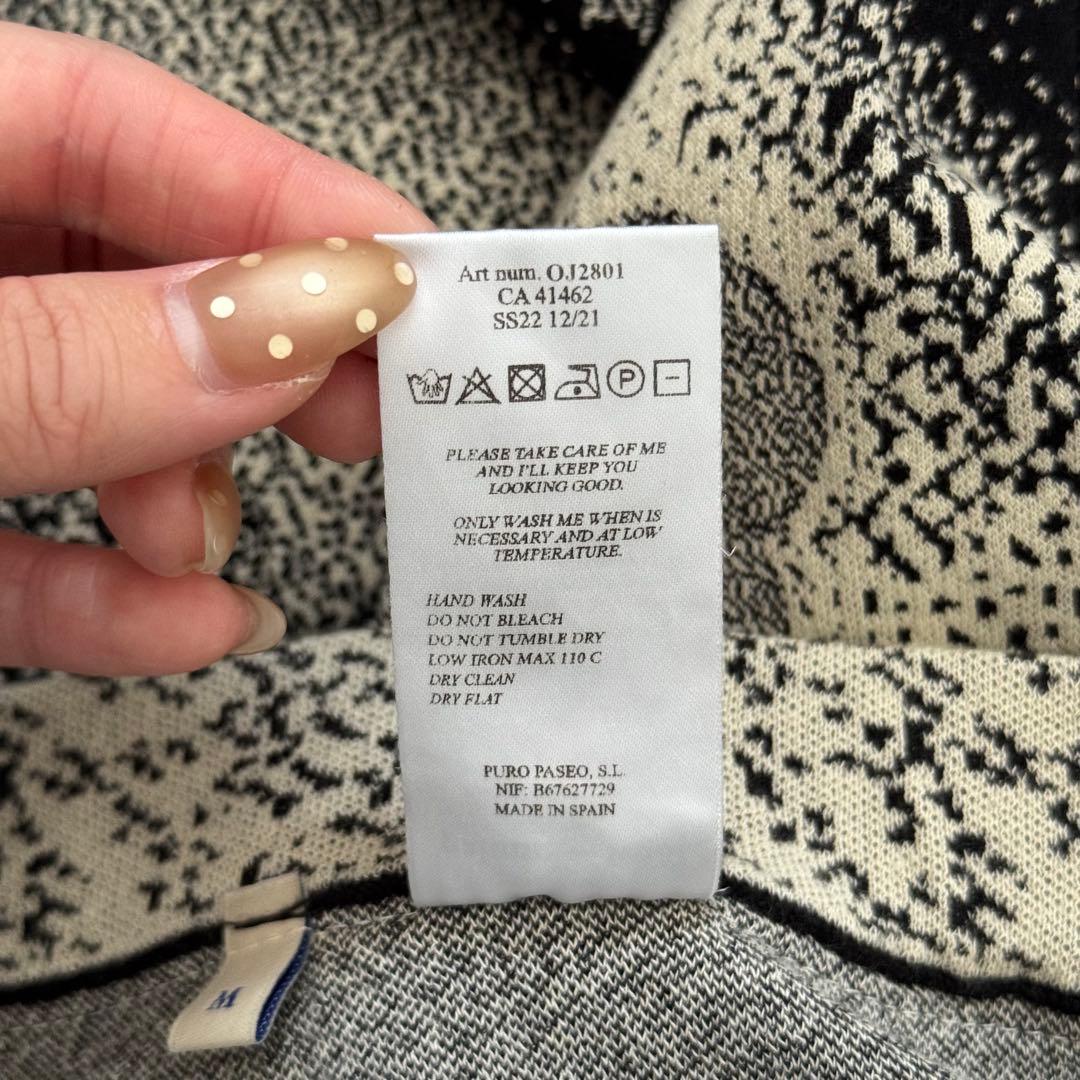 Art num. OJ2801
CA 41462
SS22 12/21
P
PLEASE TAKE CARE OF ME
AND I'LL KEEP YOU
LOOKING GOOD.
ONLY WASH ME WHEN IS
NECESSARY AND AT LOW
TEMPERATURE.
HAND WASH
DO NOT BLEACH
DO NOT TUMBLE DRY
LOW IRON MAX 110 C
DRY CLEAN
DRY FLAT
PURO PASEO, S.L.
NIF: B67627729
MADE IN SPAIN
M